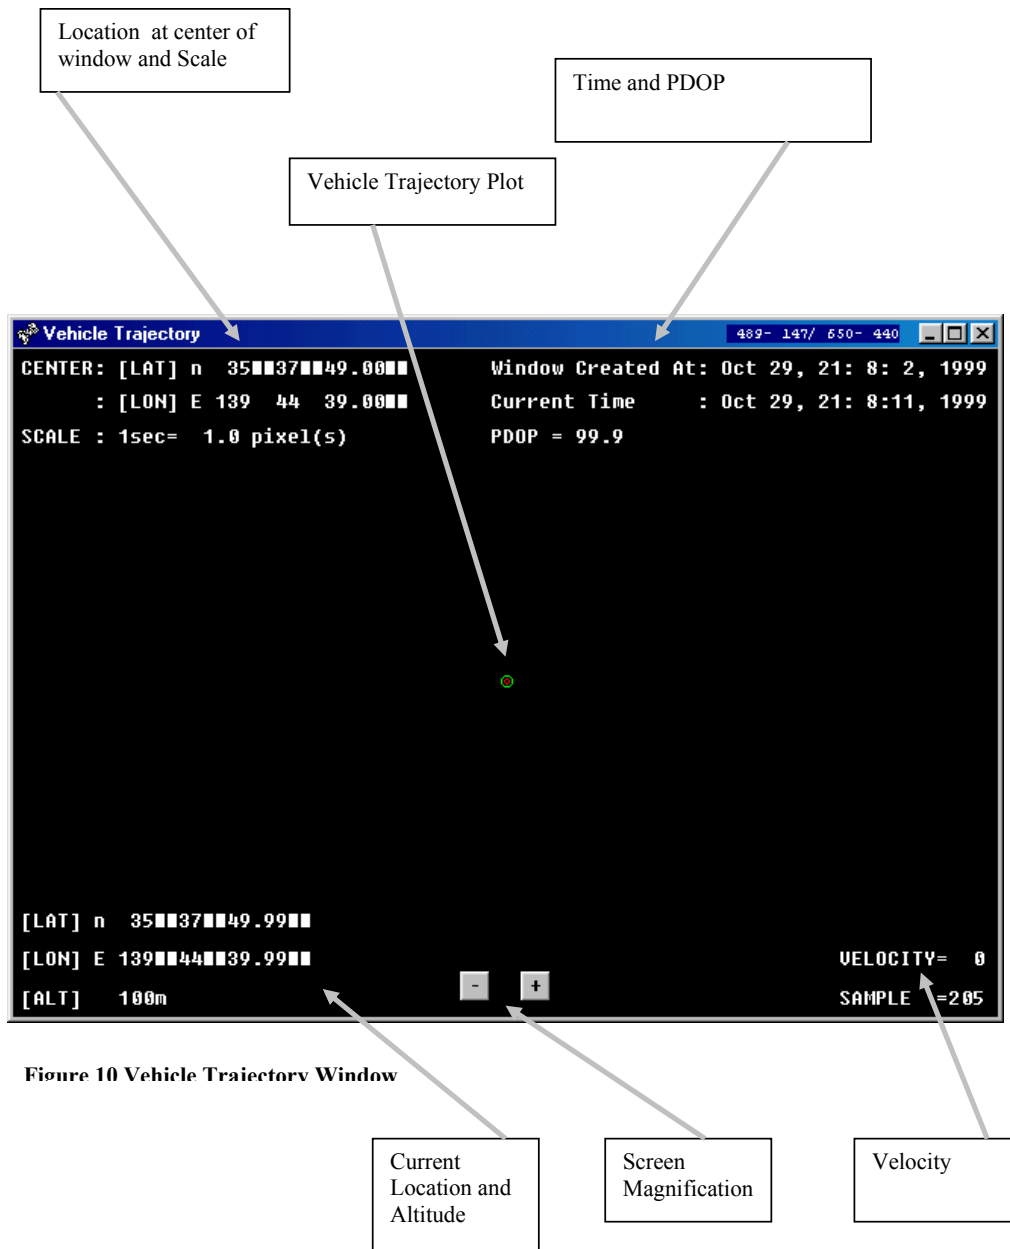 Location at center of
window and Scale
Time and PDOP
Vehicle Trajectory Plot
Vehicle Trajectory
489- 147/ 650- 440
CENTER: [LAT] n 35■■37■■49.00■■
Window Created At: Oct 29, 21: 8: 2, 1999
: [LON] E 139 44 39.00■■
Current Time : Oct 29, 21: 8:11, 1999
SCALE : 1sec= 1.0 pixel(s)
PDOP = 99.9
[LAT] n 35■■37■■49.99■■
[LON] E 139■■44■■39.99■■
VELOCITY= 0
[ALT] 100m
- +
SAMPLE =205
Figure 10 Vehicle Trajectory Window
Current
Location and
Altitude
Screen
Magnification
Velocity